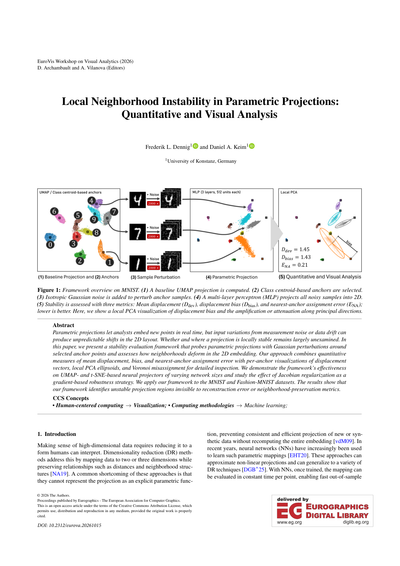 EuroVis Workshop on Visual Analytics (2026)
D. Archambault and A. Vilanova (Editors)
Local Neighborhood Instability in Parametric Projections:
Quantitative and Visual Analysis
Frederik L. Dennig¹ and Daniel A. Keim¹
¹University of Konstanz, Germany
UMAP / Class centroid-based anchors
MLP (3 layers, 512 units each)
Local PCA
+ Noise
+ Noise
+ Noise
D_dev = 1.45
D_bias = 1.43
E_NA = 0.21
(1) Baseline Projection and (2) Anchors
(3) Sample Perturbation
(4) Parametric Projection
(5) Quantitative and Visual Analysis
Figure 1: Framework overview on MNIST. (1) A baseline UMAP projection is computed. (2) Class centroid-based anchors are selected.
(3) Isotropic Gaussian noise is added to perturb anchor samples. (4) A multi-layer perceptron (MLP) projects all noisy samples into 2D.
(5) Stability is assessed with three metrics: Mean displacement (D_dev), displacement bias (D_bias), and nearest-anchor assignment error (E_NA);
lower is better. Here, we show a local PCA visualization of displacement bias and the amplification or attenuation along principal directions.
Abstract
Parametric projections let analysts embed new points in real time, but input variations from measurement noise or data drift can
produce unpredictable shifts in the 2D layout. Whether and where a projection is locally stable remains largely unexamined. In
this paper, we present a stability evaluation framework that probes parametric projections with Gaussian perturbations around
selected anchor points and assesses how neighborhoods deform in the 2D embedding. Our approach combines quantitative
measures of mean displacement, bias, and nearest-anchor assignment error with per-anchor visualizations of displacement
vectors, local PCA ellipsoids, and Voronoi misassignment for detailed inspection. We demonstrate the framework's effectiveness
on UMAP- and t-SNE-based neural projectors of varying network sizes and study the effect of Jacobian regularization as a
gradient-based robustness strategy. We apply our framework to the MNIST and Fashion-MNIST datasets. The results show that
our framework identifies unstable projection regions invisible to reconstruction error or neighborhood-preservation metrics.
CCS Concepts
• Human-centered computing → Visualization; • Computing methodologies → Machine learning;
1. Introduction
Making sense of high-dimensional data requires reducing it to a
form humans can interpret. Dimensionality reduction (DR) meth-
ods address this by mapping data to two or three dimensions while
preserving relationships such as distances and neighborhood struc-
tures [NA19]. A common shortcoming of these approaches is that
they cannot represent the projection as an explicit parametric func-
tion, preventing consistent and efficient projection of new or syn-
thetic data without recomputing the entire embedding [vdM09]. In
recent years, neural networks (NNs) have increasingly been used
to learn such parametric mappings [EHT20]. These approaches can
approximate non-linear projections and can generalize to a variety of
DR techniques [DGB*25]. With NNs, once trained, the mapping can
be evaluated in constant time per point, enabling fast out-of-sample
© 2026 The Authors.
Proceedings published by Eurographics - The European Association for Computer Graphics.
This is an open access article under the terms of the Creative Commons Attribution License, which
permits use, distribution and reproduction in any medium, provided the original work is properly
cited.
DOI: 10.2312/eurova.20261015
delivered by
EG EUROGRAPHICS
DIGITAL LIBRARY
www.eg.org
diglib.eg.org